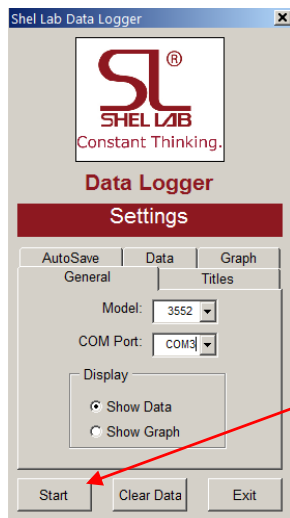 Shel Lab Data Logger
SL®
SHEL LAB
Constant Thinking.
Data Logger
Settings
AutoSave Data Graph
General Titles
Model: 3552
COM Port: COM3
Display
Show Data
Show Graph
Start Clear Data Exit